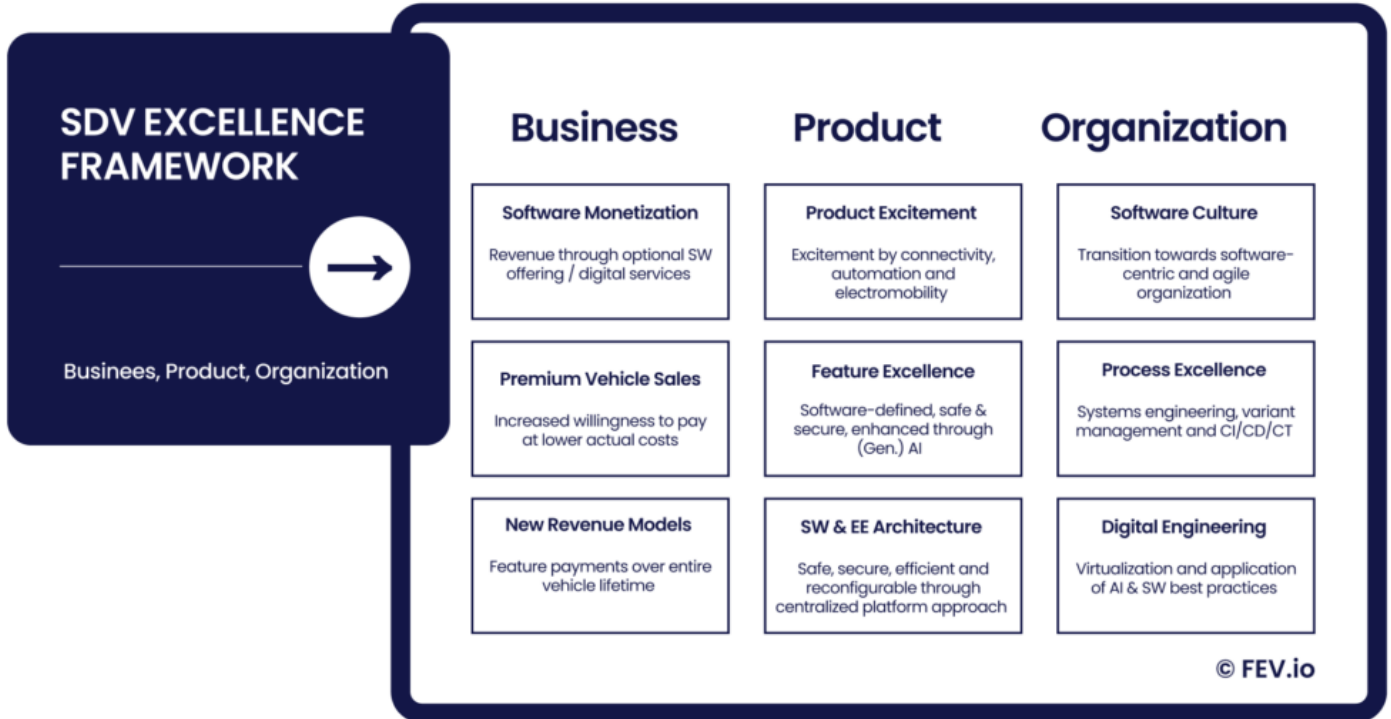 SDV EXCELLENCE
FRAMEWORK
Businees, Product, Organization
Business
Product
Organization
Software Monetization
Revenue through optional SW
offering / digital services
Product Excitement
Excitement by connectivity,
automation and
electromobility
Software Culture
Transition towards software-
centric and agile
organization
Premium Vehicle Sales
Increased willingness to pay
at lower actual costs
Feature Excellence
Software-defined, safe &
secure, enhanced through
(Gen.) AI
Process Excellence
Systems engineering, variant
management and CI/CD/CT
New Revenue Models
Feature payments over entire
vehicle lifetime
SW & EE Architecture
Safe, secure, efficient and
reconfigurable through
centralized platform approach
Digital Engineering
Virtualization and application
of AI & SW best practices
© FEV.io